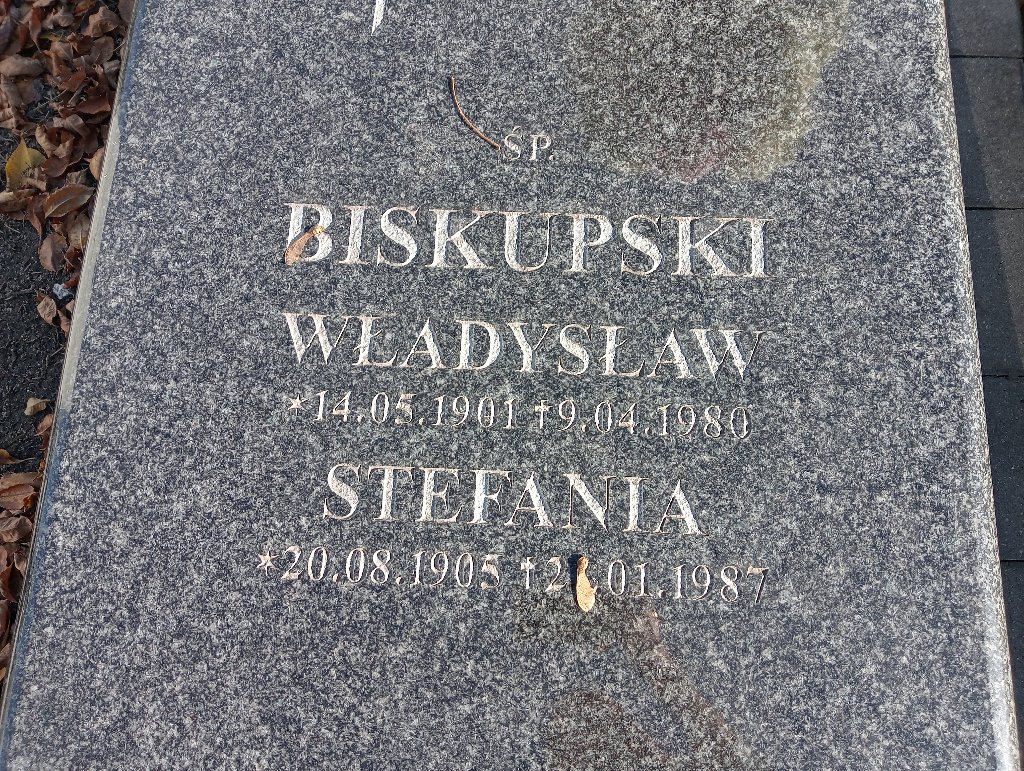 ŚP.
BISKUPSKI
WŁADYSŁAW
*14.05.1901 †9.04.1980
STEFANIA
*20.08.1905